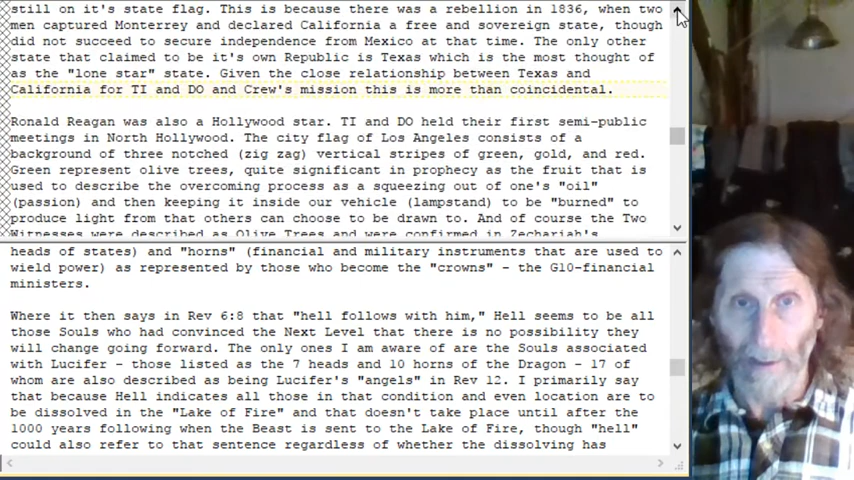 still on it's state flag. This is because there was a rebellion in 1836, when two
men captured Monterrey and declared California a free and sovereign state, though
did not succeed to secure independence from Mexico at that time. The only other
state that claimed to be it's own Republic is Texas which is the most thought of
as the "lone star" state. Given the close relationship between Texas and
California for TI and DO and Crew's mission this is more than coincidental.
Ronald Reagan was also a Hollywood star. TI and DO held their first semi-public
meetings in North Hollywood. The city flag of Los Angeles consists of a
background of three notched (zig zag) vertical stripes of green, gold, and red.
Green represent olive trees, quite significant in prophecy as the fruit that is
used to describe the overcoming process as a squeezing out of one's "oil"
(passion) and then keeping it inside our vehicle (lampstand) to be "burned" to
produce light from that others can choose to be drawn to. And of course the Two
Witnesses were described as Olive Trees and were confirmed in Zechariah's
heads of states) and "horns" (financial and military instruments that are used to
wield power) as represented by those who become the "crowns" - the G10-financial
ministers.
Where it then says in Rev 6:8 that "hell follows with him," Hell seems to be all
those Souls who had convinced the Next Level that there is no possibility they
will change going forward. The only ones I am aware of are the Souls associated
with Lucifer - those listed as the 7 heads and 10 horns of the Dragon - 17 of
whom are also described as being Lucifer's "angels" in Rev 12. I primarily say
that because Hell indicates all those in that condition and even location are to
be dissolved in the "Lake of Fire" and that doesn't take place until after the
1000 years following when the Beast is sent to the Lake of Fire, though "hell"
could also refer to that sentence regardless of whether the dissolving has